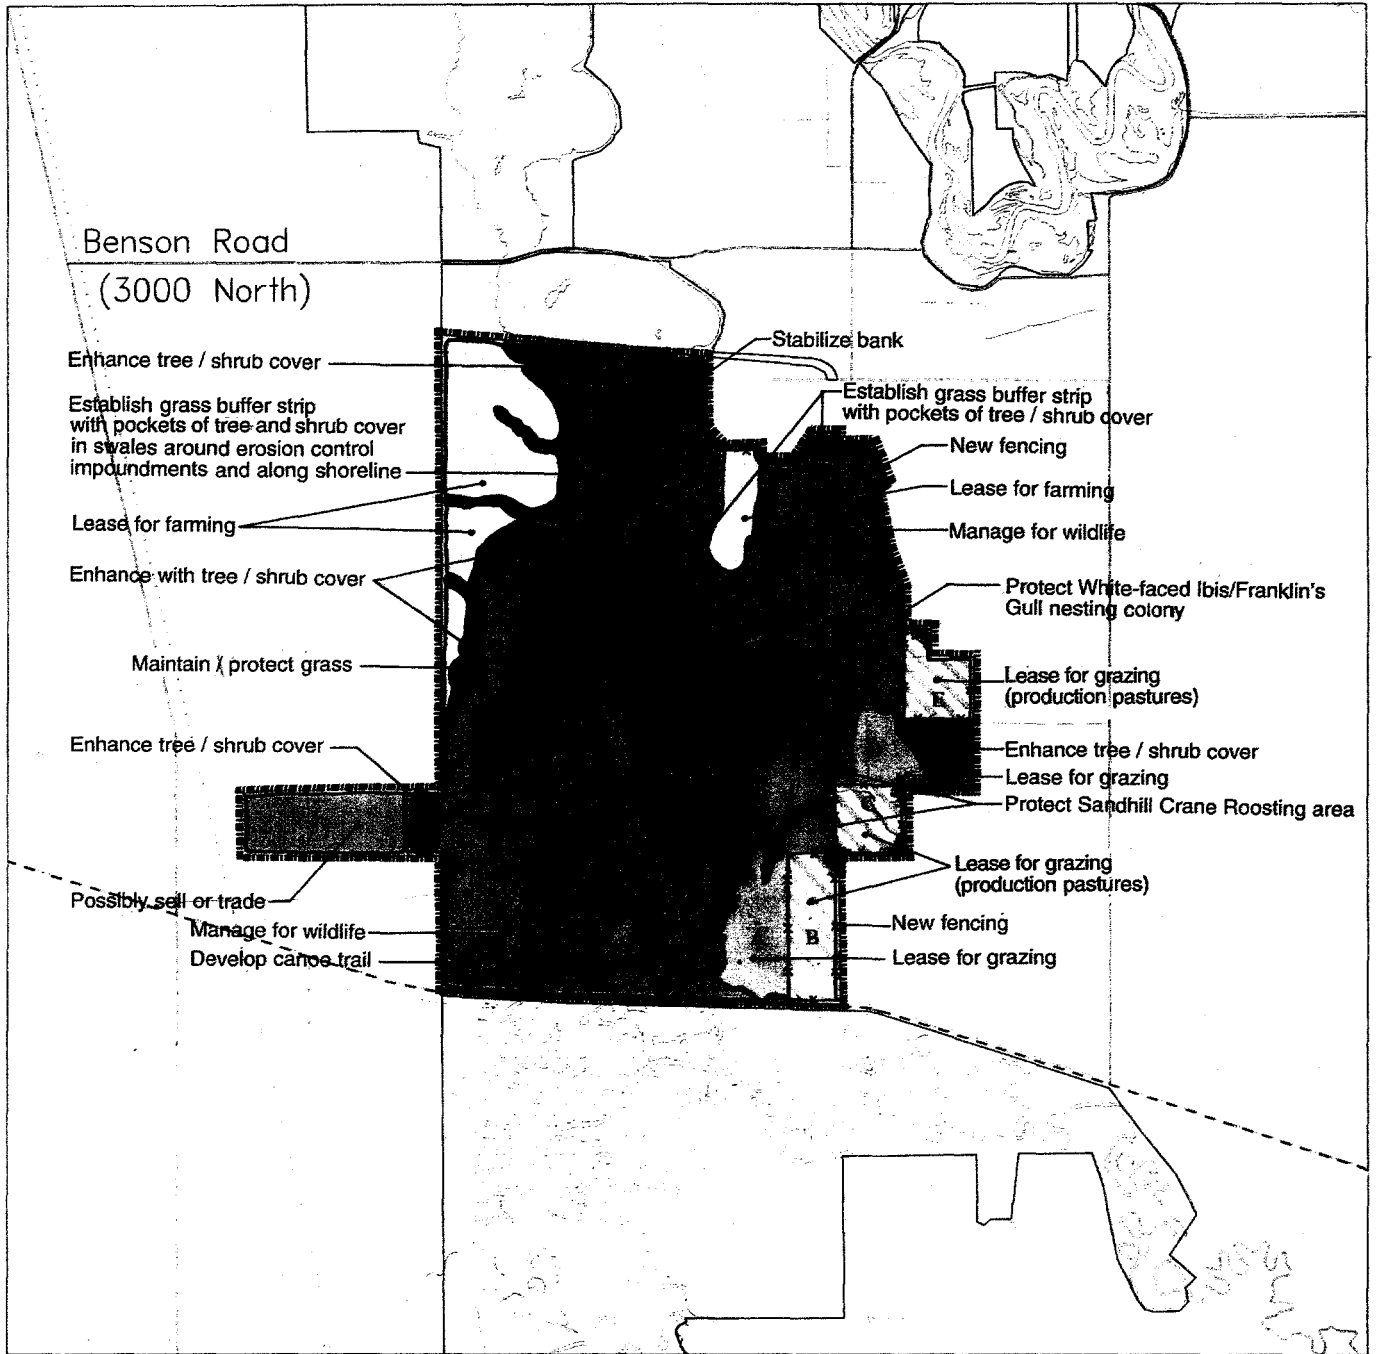 Benson Road
(3000 North)
Enhance tree / shrub cover
Establish grass buffer strip
with pockets of tree and shrub cover
in swales around erosion control
impoundments and along shoreline
Lease for farming
Enhance with tree / shrub cover
Maintain protect grass
Enhance tree / shrub cover
Possibly sell or trade
Manage for wildlife
Develop canoe trail
Stabilize bank
Establish grass buffer strip
with pockets of tree / shrub cover
New fencing
Lease for farming
Manage for wildlife
Protect White-faced Ibis/Franklin's
Gull nesting colony
Lease for grazing
(production pastures)
E
Enhance tree / shrub cover
Lease for grazing
Protect Sandhill Crane Roosting area
C
Lease for grazing
(production pastures)
New fencing
B
Lease for grazing